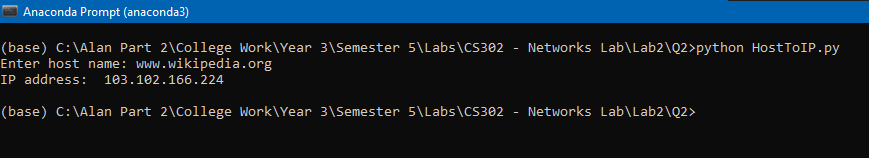 Anaconda Prompt (anaconda3)
(base) C:\Alan Part 2\College Work\Year 3\Semester 5\Labs\CS302 - Networks Lab\Lab2\Q2>python HostToIP.py
Enter host name: www.wikipedia.org
IP address:  103.102.166.224
(base) C:\Alan Part 2\College Work\Year 3\Semester 5\Labs\CS302 - Networks Lab\Lab2\Q2>